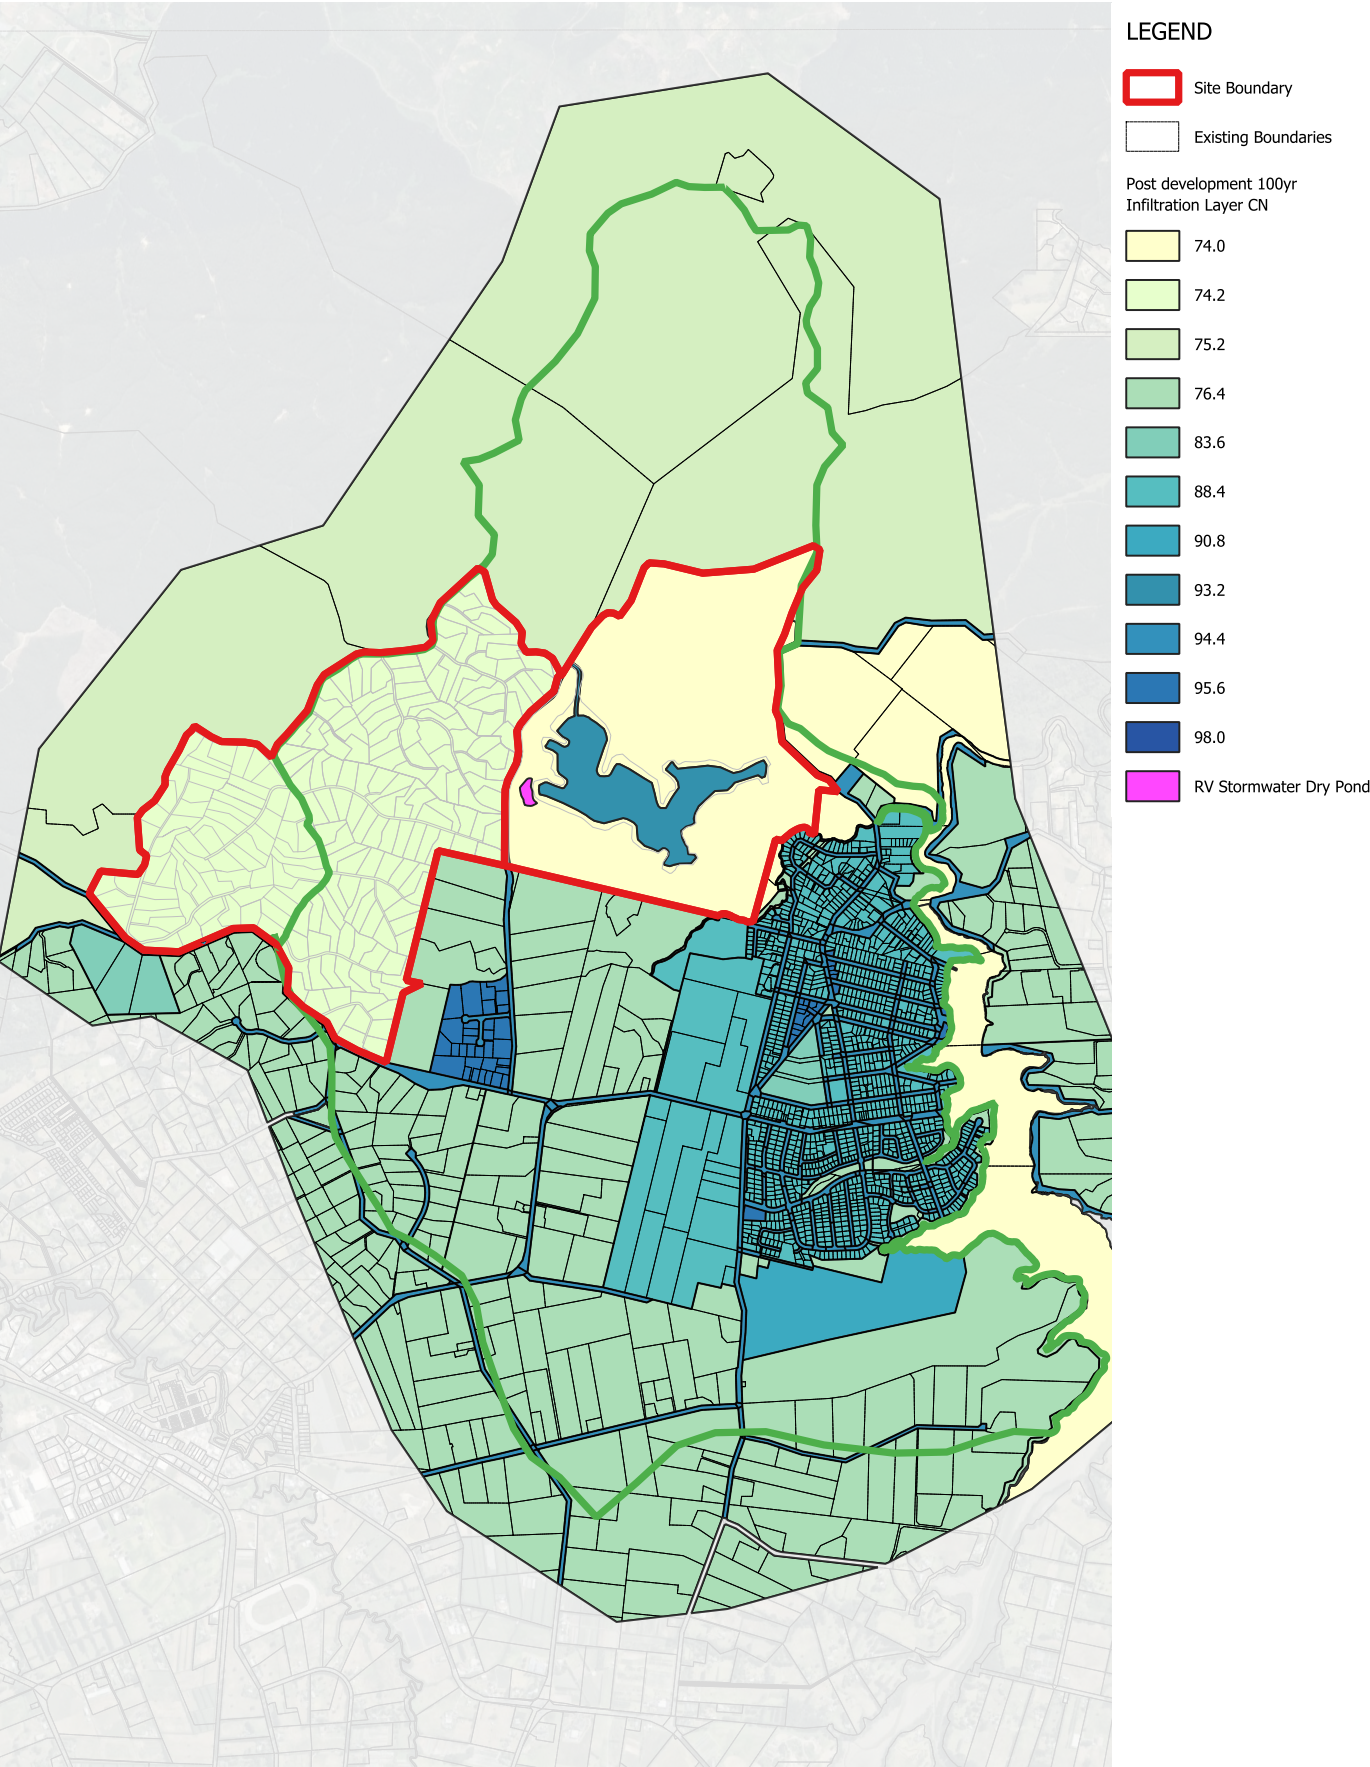 LEGEND
Site Boundary
Existing Boundaries
Post development 100yr
Infiltration Layer CN
74.0
74.2
75.2
76.4
83.6
88.4
90.8
93.2
94.4
95.6
98.0
RV Stormwater Dry Pond